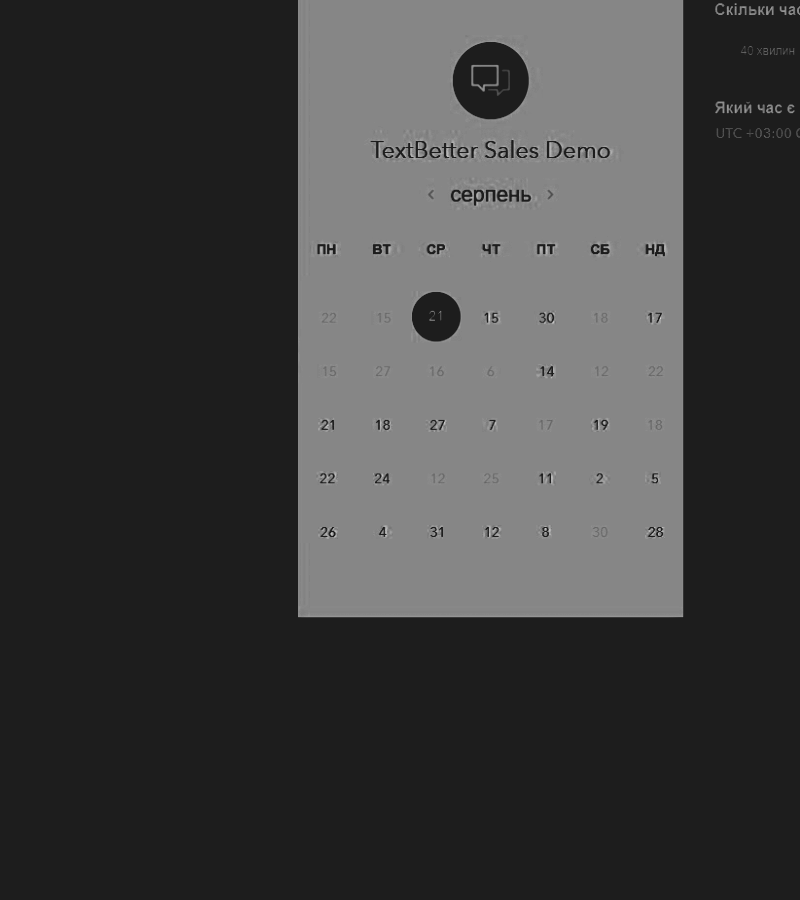 Скільки час
40 хвилин
TextBetter Sales Demo
Який час є
UTC +03:00
серпень
ПН ВТ СР ЧТ ПТ СБ НД
22 15 21 15 30 18 17
15 27 16 6 14 12 22
21 18 27 7 17 19 18
22 24 12 25 11 2 5
26 4 31 12 8 30 28